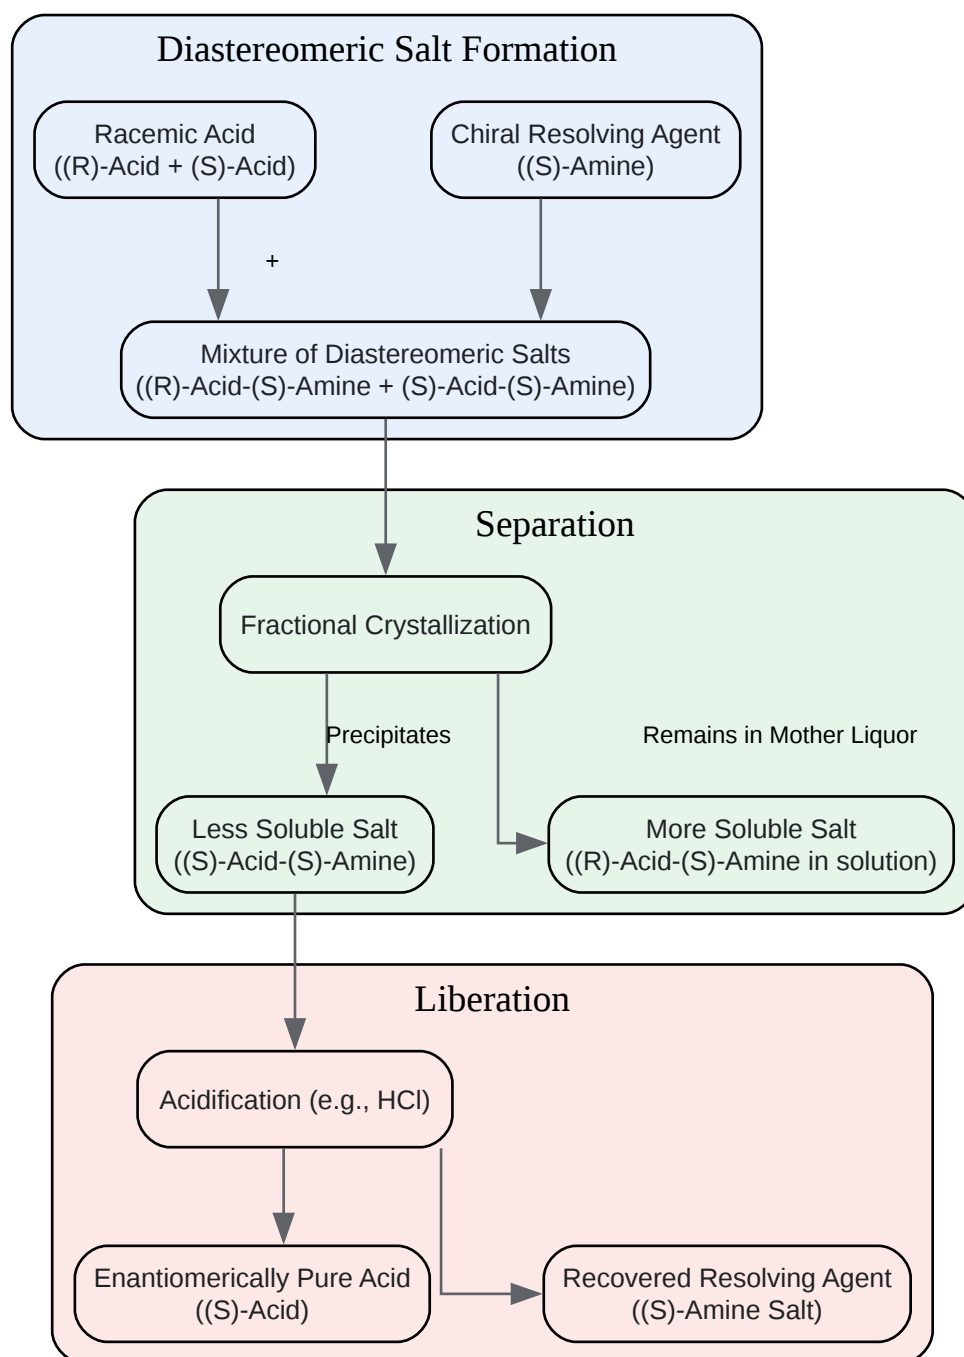 Diastereomeric Salt Formation
Racemic Acid
((R)-Acid + (S)-Acid)
Chiral Resolving Agent
((S)-Amine)
+
Mixture of Diastereomeric Salts
((R)-Acid-(S)-Amine + (S)-Acid-(S)-Amine)
Separation
Fractional Crystallization
Precipitates
Remains in Mother Liquor
Less Soluble Salt
((S)-Acid-(S)-Amine)
More Soluble Salt
((R)-Acid-(S)-Amine in solution)
Liberation
Acidification (e.g., HCl)
Enantiomerically Pure Acid
((S)-Acid)
Recovered Resolving Agent
((S)-Amine Salt)